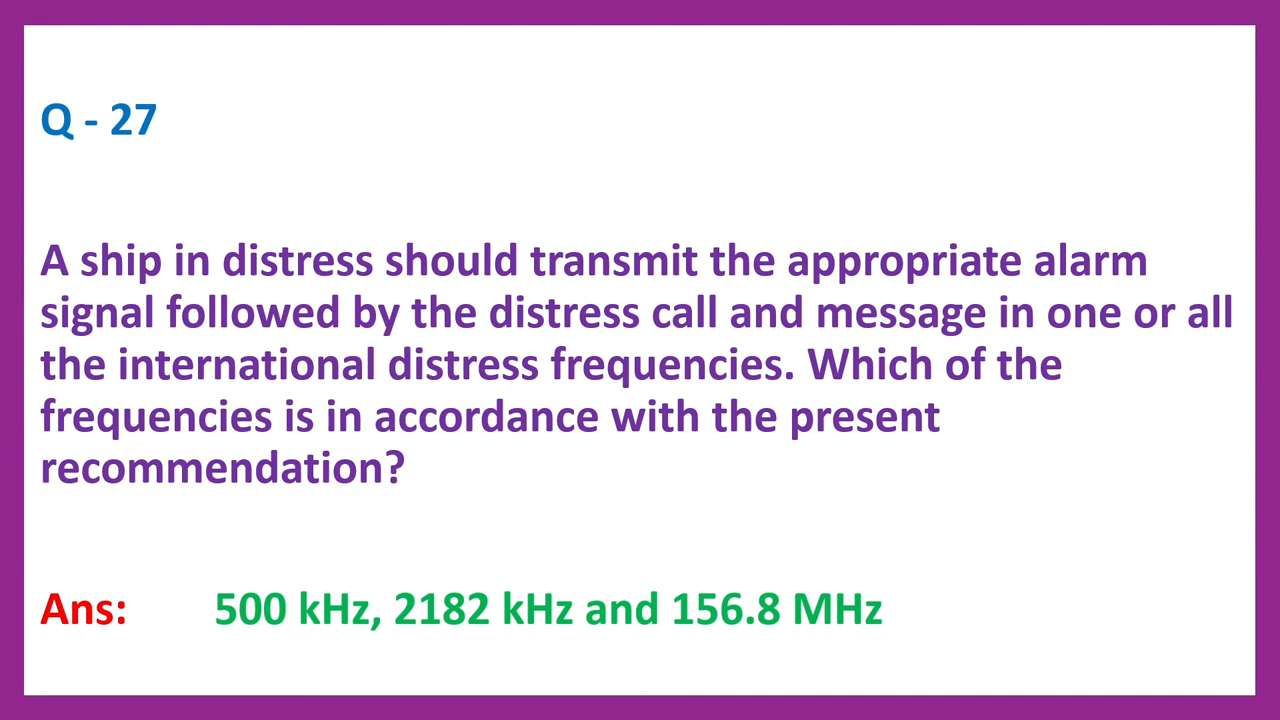 Q - 27
A ship in distress should transmit the appropriate alarm
signal followed by the distress call and message in one or all
the international distress frequencies. Which of the
frequencies is in accordance with the present
recommendation?
Ans: 500 kHz, 2182 kHz and 156.8 MHz